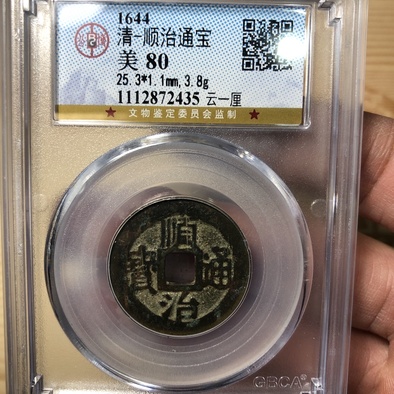 1644
清-顺治通宝
美 80
25.3*1.1mm,3.8g
1112872435 云一厘
★ 文物鉴定委员会监制 ★
順治通寳
GBCA®